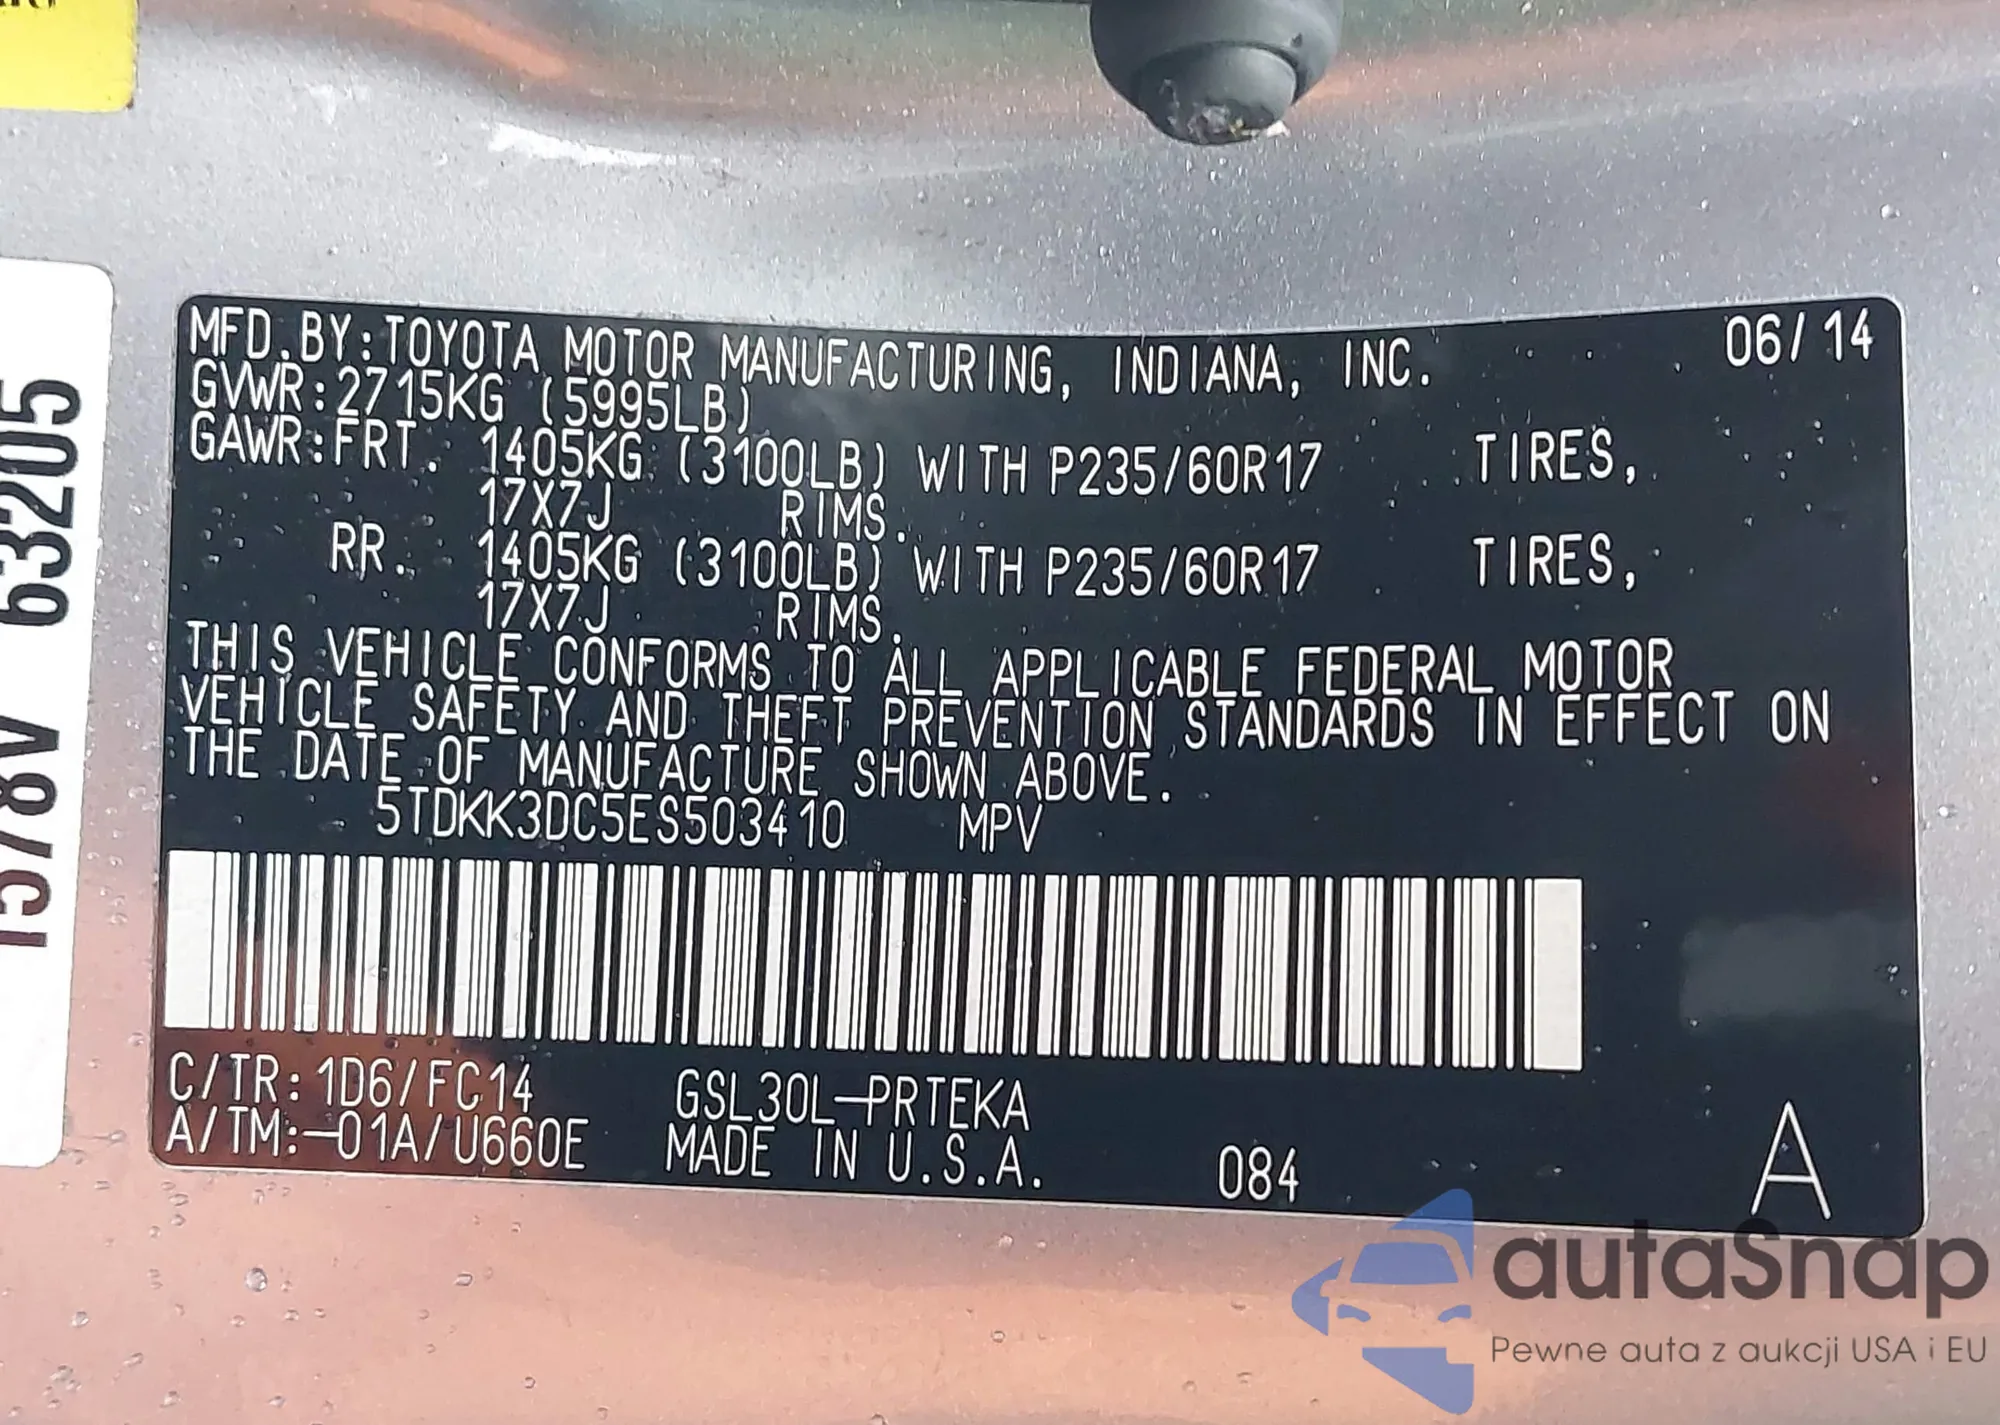 MFD.BY:TOYOTA MOTOR MANUFACTURING, INDIANA, INC. 06/14
GVWR:2715KG (5995LB)
GAWR:FRT. 1405KG (3100LB) WITH P235/60R17 TIRES,
17X7J RIMS.
RR. 1405KG (3100LB) WITH P235/60R17 TIRES,
17X7J RIMS.
THIS VEHICLE CONFORMS TO ALL APPLICABLE FEDERAL MOTOR
VEHICLE SAFETY AND THEFT PREVENTION STANDARDS IN EFFECT ON
THE DATE OF MANUFACTURE SHOWN ABOVE.
5TDKK3DC5ES503410 MPV
C/TR:1D6/FC14 GSL30L-PRTEKA
A/TM:-01A/U660E MADE IN U.S.A. 084 A
1578V 63205
autaSnap
Pewne auta z aukcji USA i EU